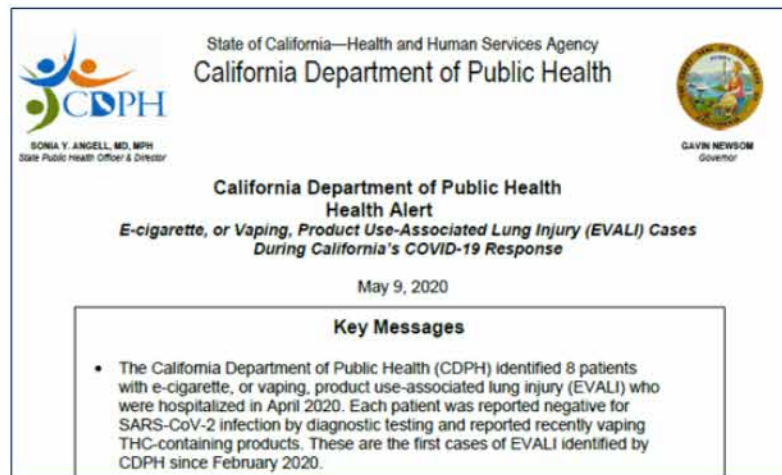 State of California—Health and Human Services Agency
California Department of Public Health
CDPH
SONIA Y. ANGELL, MD, MPH
State Public Health Officer & Director
GAVIN NEWSOM
Governor
California Department of Public Health
Health Alert
E-cigarette, or Vaping, Product Use-Associated Lung Injury (EVALI) Cases
During California's COVID-19 Response
May 9, 2020
Key Messages
• The California Department of Public Health (CDPH) identified 8 patients
with e-cigarette, or vaping, product use-associated lung injury (EVALI) who
were hospitalized in April 2020. Each patient was reported negative for
SARS-CoV-2 infection by diagnostic testing and reported recently vaping
THC-containing products. These are the first cases of EVALI identified by
CDPH since February 2020.